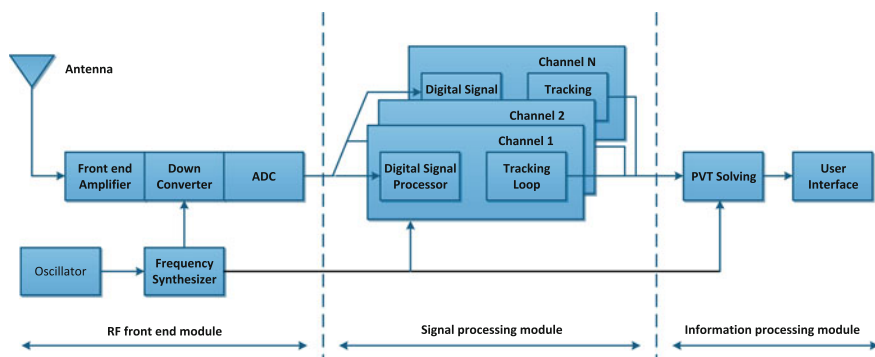 Antenna
Front end
Amplifier
Down
Converter
ADC
Oscillator
Frequency
Synthesizer
Channel N
Digital Signal
Tracking
Channel 2
Channel 1
Digital Signal
Processor
Tracking
Loop
PVT Solving
User
Interface
RF front end module
Signal processing module
Information processing module